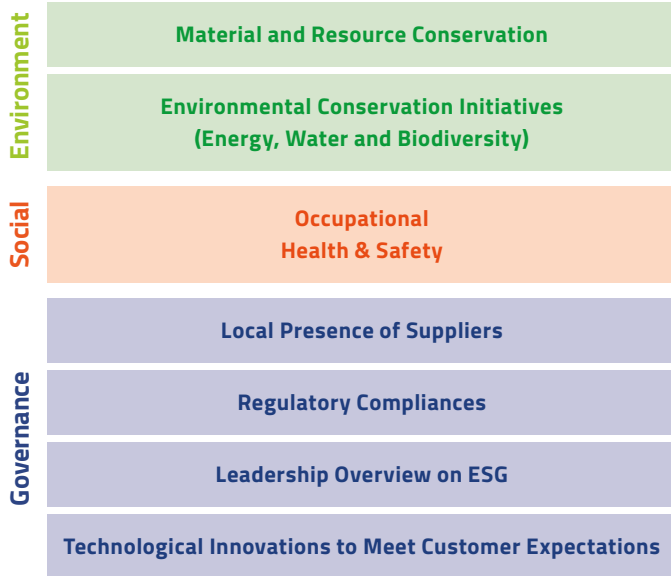 Environment
Material and Resource Conservation
Environmental Conservation Initiatives
(Energy, Water and Biodiversity)
Social
Occupational
Health & Safety
Governance
Local Presence of Suppliers
Regulatory Compliances
Leadership Overview on ESG
Technological Innovations to Meet Customer Expectations